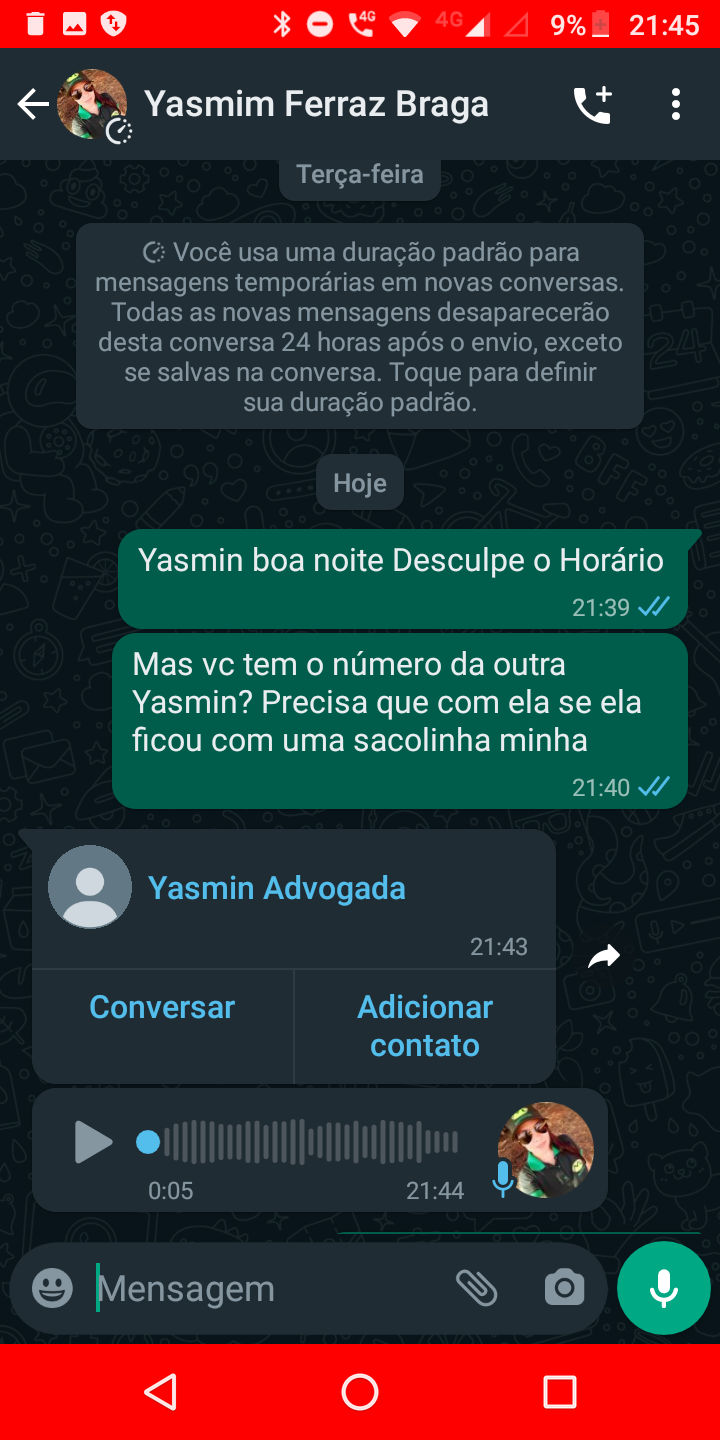 4G 4G 9% 21:45
Yasmim Ferraz Braga
Terça-feira
Você usa uma duração padrão para
mensagens temporárias em novas conversas.
Todas as novas mensagens desaparecerão
desta conversa 24 horas após o envio, exceto
se salvas na conversa. Toque para definir
sua duração padrão.
Hoje
Yasmin boa noite Desculpe o Horário
21:39
Mas vc tem o número da outra
Yasmin? Precisa que com ela se ela
ficou com uma sacolinha minha
21:40
Yasmin Advogada
21:43
Conversar
Adicionar
contato
0:05 21:44
Mensagem